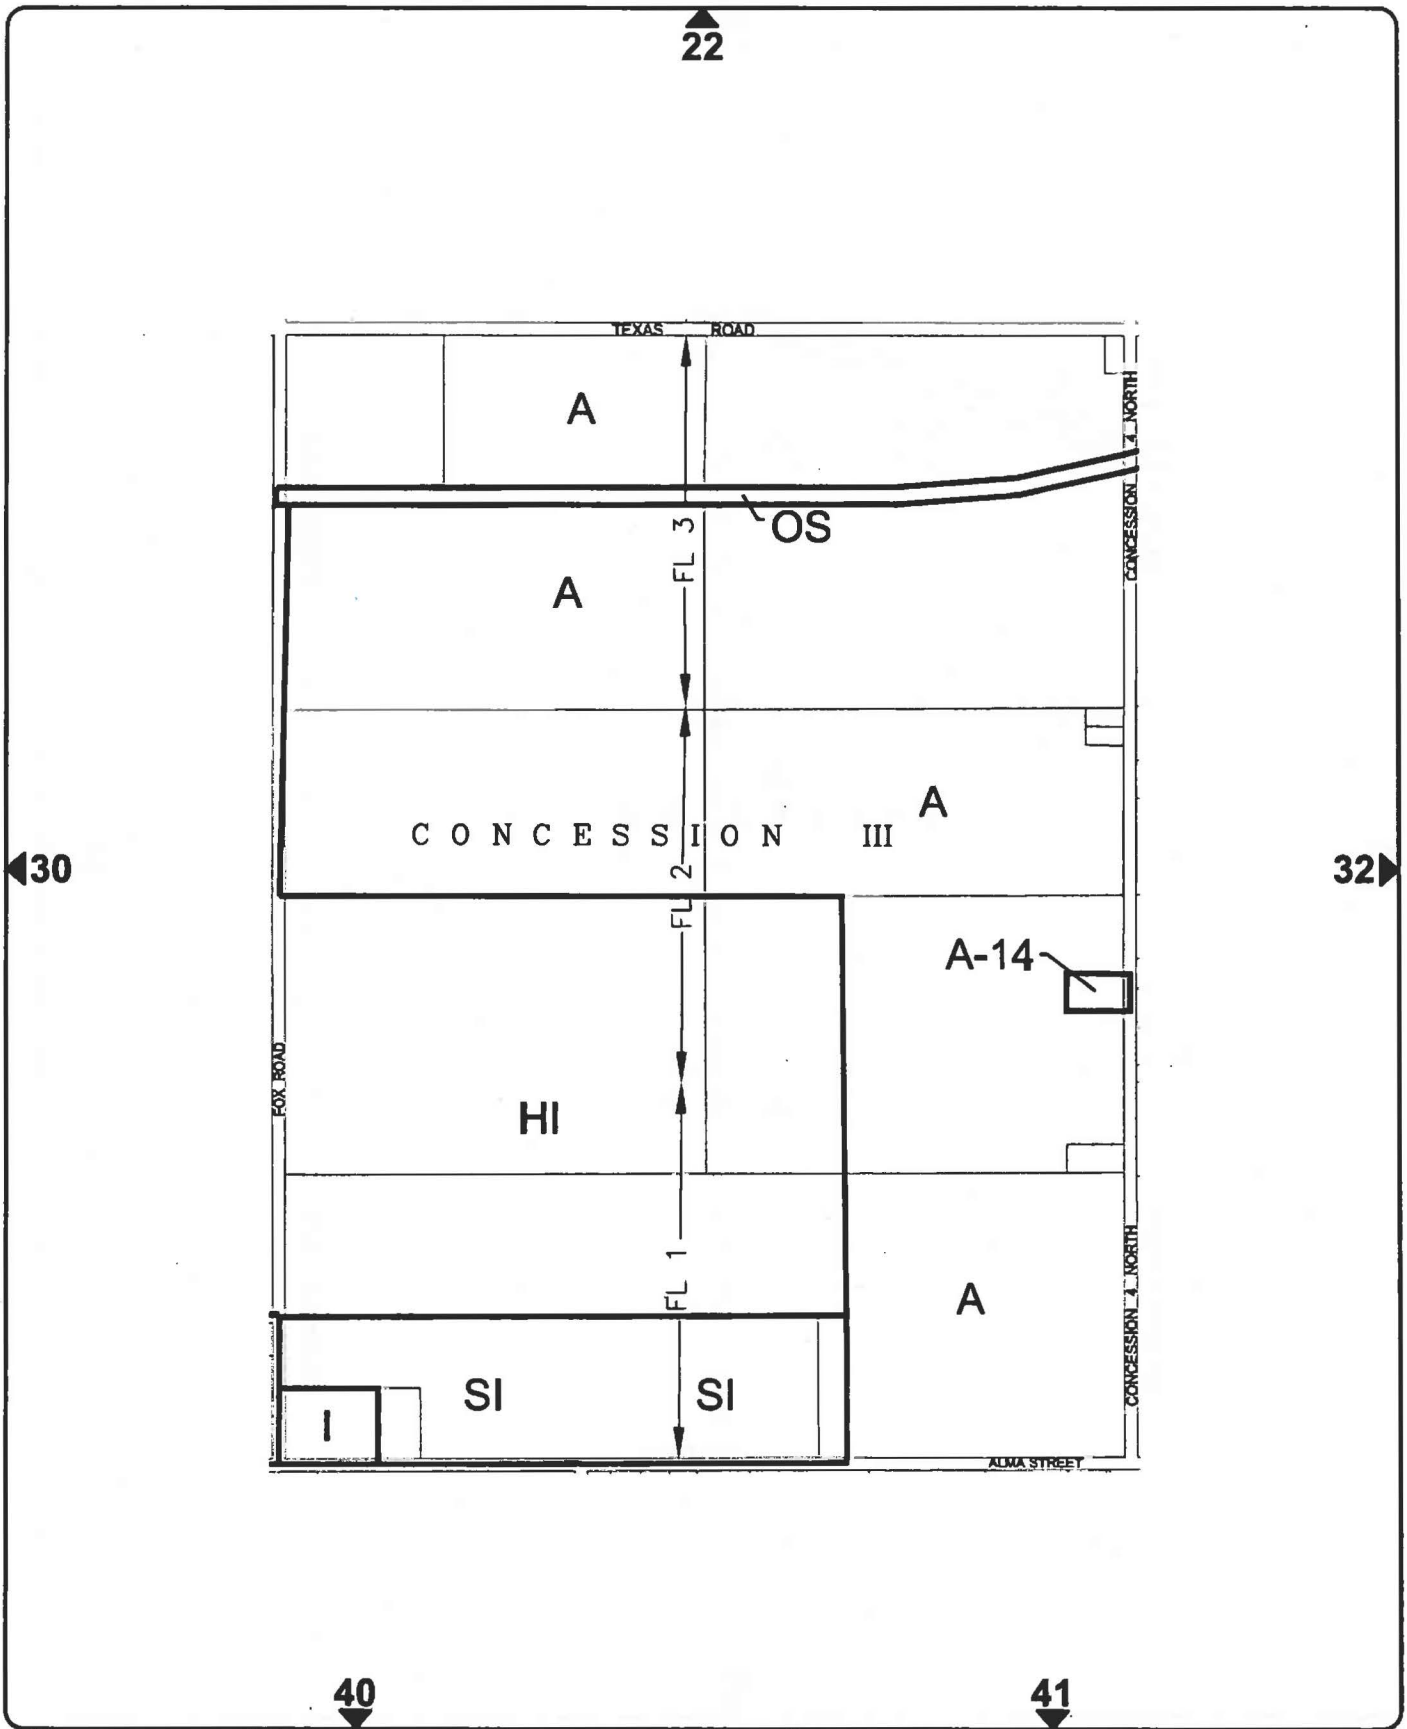 22
TEXAS ROAD
A
CONCESSION 4 NORTH
OS
FL 3
A
A
CONCESSION III
30
32
FL 2
A-14
FOX ROAD
HI
FL 1
A
CONCESSION 4 NORTH
SI
SI
I
ALMA STREET
40
41